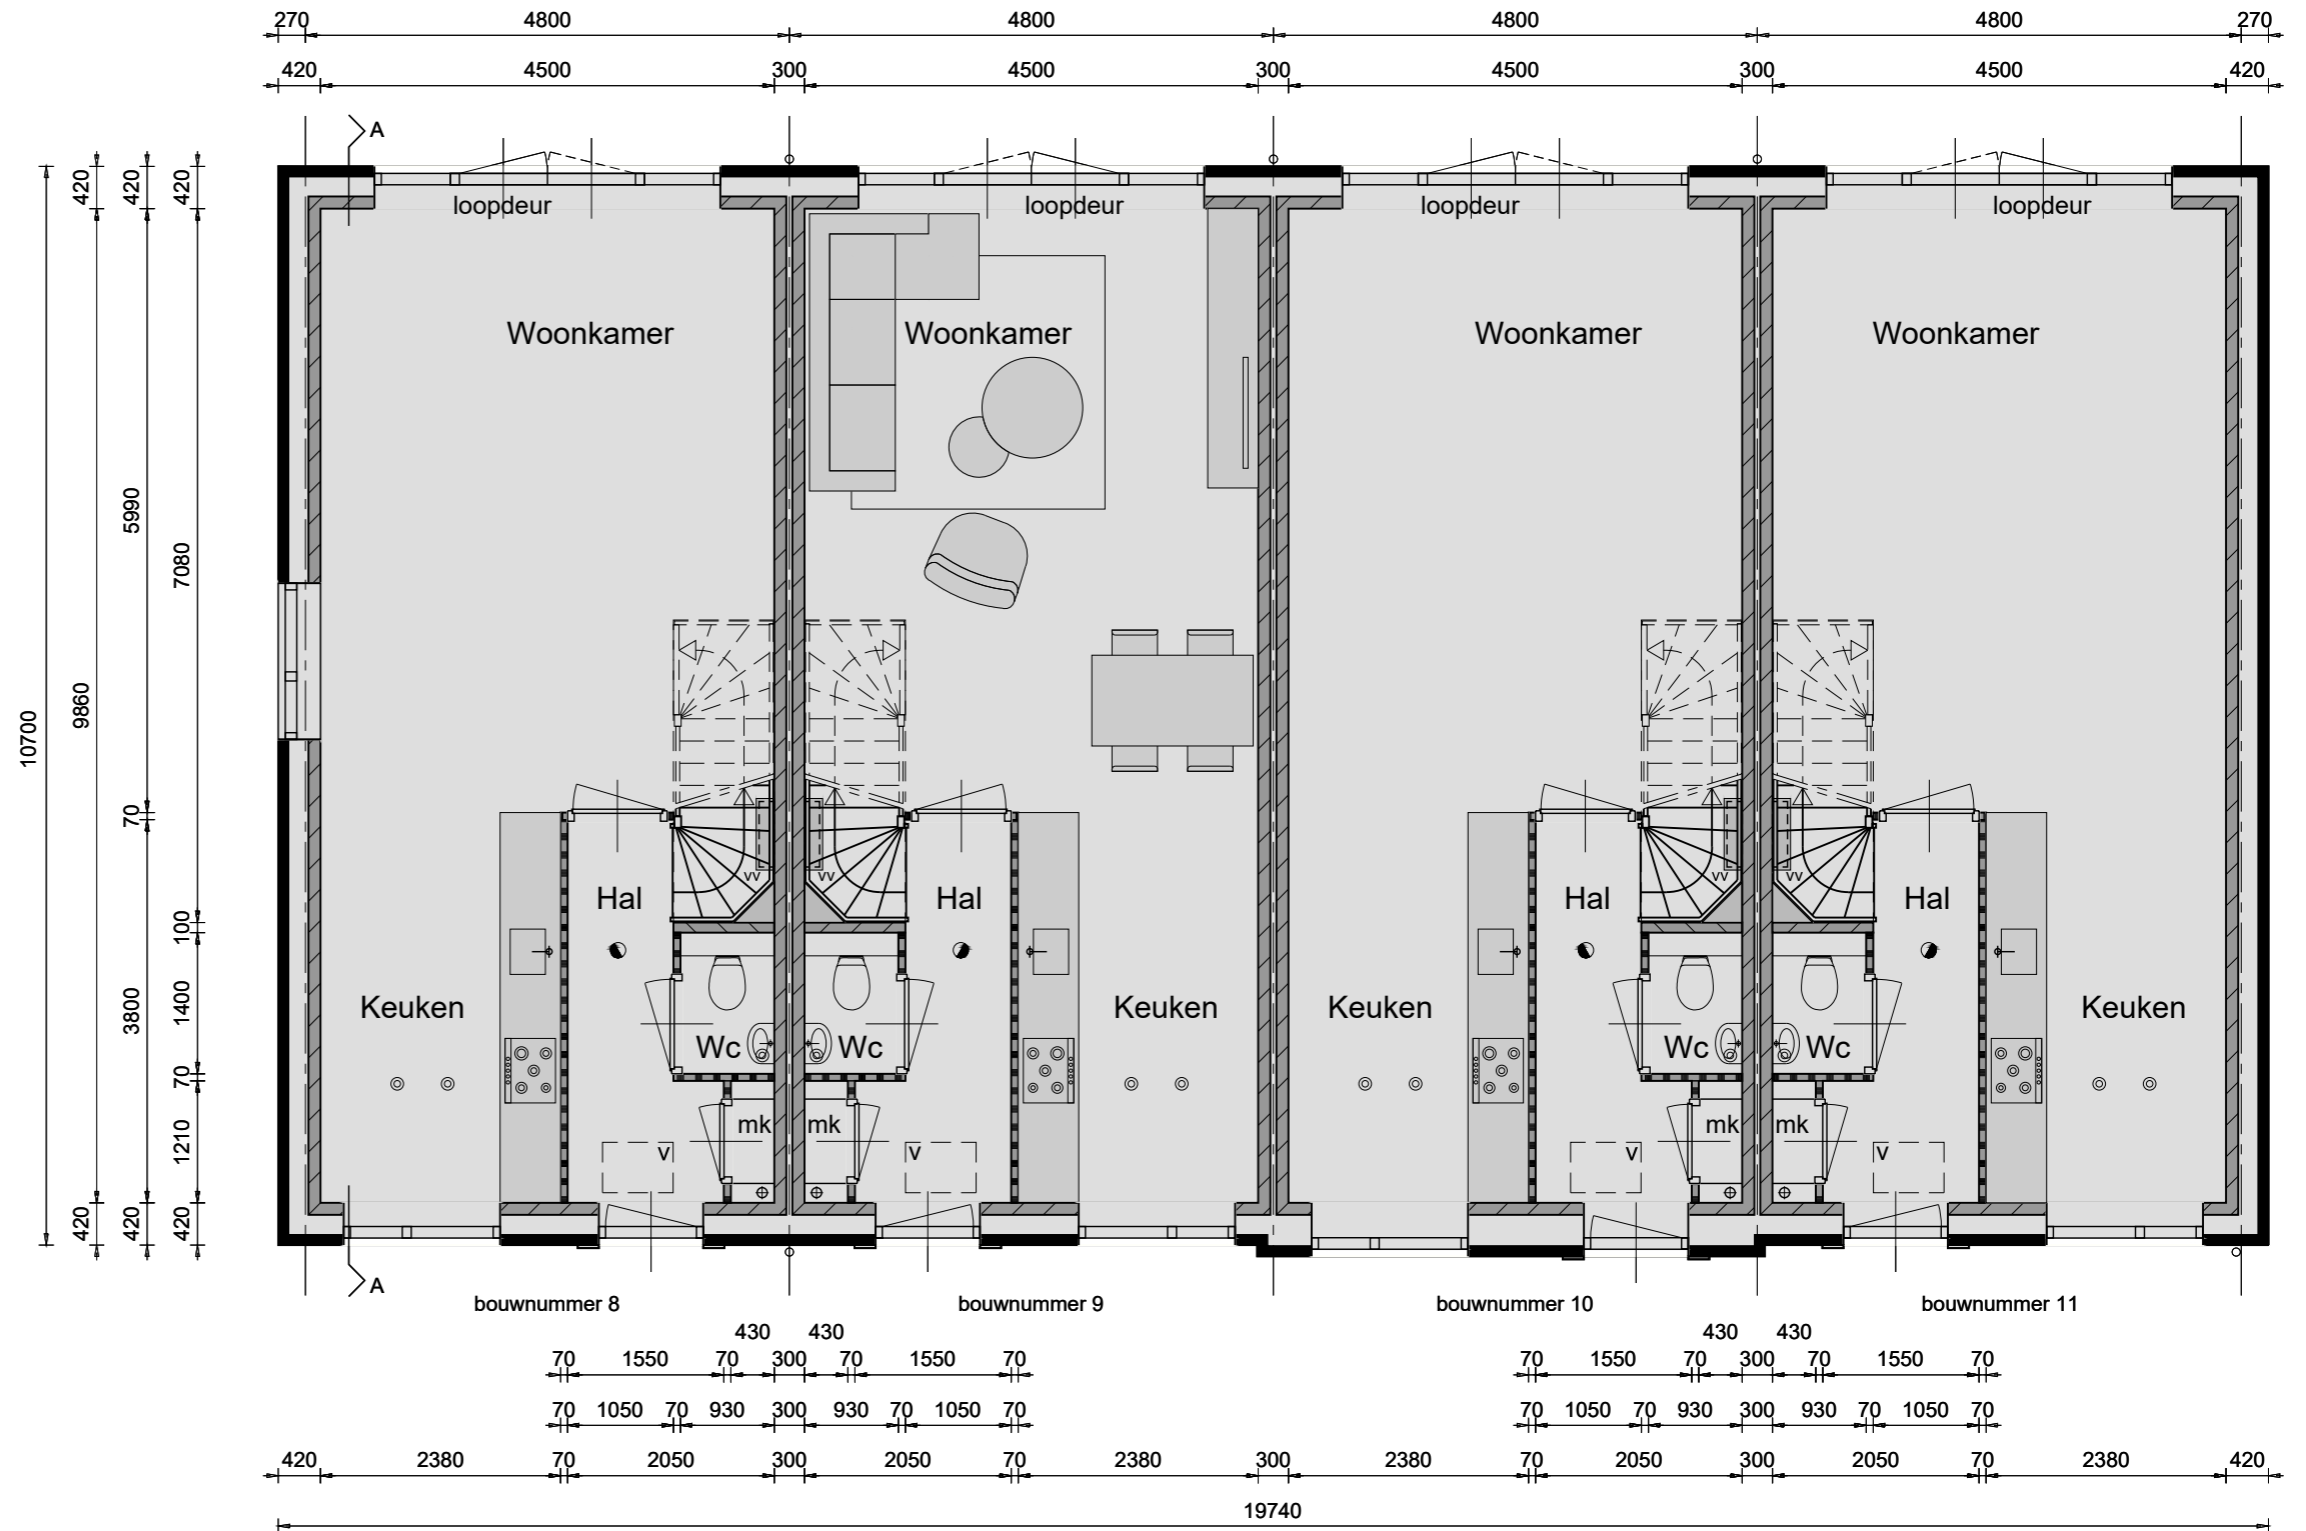 270 4800 4800 4800 4800 270
420 4500 300 4500 300 4500 300 4500 420
A
420 420 420
loopdeur loopdeur loopdeur loopdeur
Woonkamer Woonkamer Woonkamer Woonkamer
5990
7080
9860
10700
70
vv vv vv vv
Hal Hal Hal Hal
100
3800
1400
Keuken Keuken Keuken Keuken
Wc Wc Wc Wc
70
mk mk mk mk
1210
v v v v
420 420 420
A
bouwnummer 8 bouwnummer 9 bouwnummer 10 bouwnummer 11
430 430 430 430
70 1550 70 300 70 1550 70 70 1550 70 300 70 1550 70
70 1050 70 930 300 930 70 1050 70 70 1050 70 930 300 930 70 1050 70
420 2380 70 2050 300 2050 70 2380 300 2380 70 2050 300 2050 70 2380 420
19740